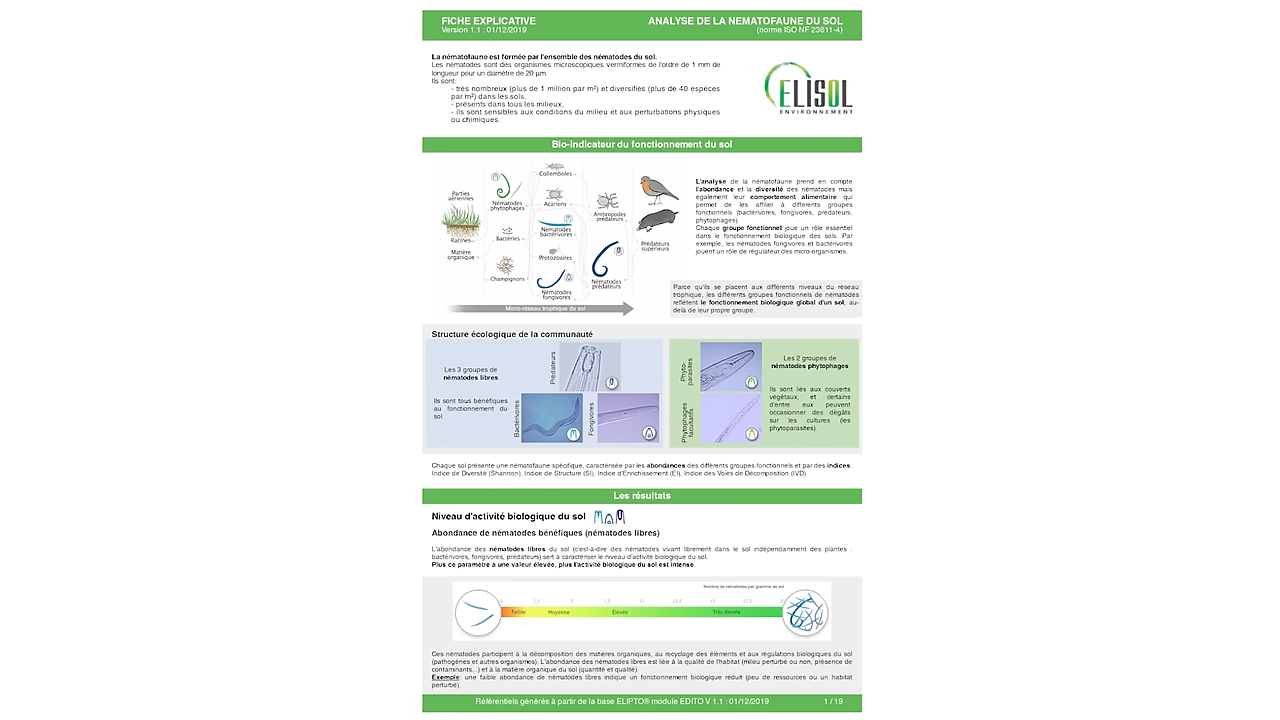 FICHE EXPLICATIVE
Version 1.1 : 01/12/2019
ANALYSE DE LA NEMATOFAUNE DU SOL
(norme ISO NF 23611-4)
La nématofaune est formée par l'ensemble des nématodes du sol.
Les nématodes sont des organismes microscopiques vermiformes de l'ordre de 1 mm de
longueur pour un diamètre de 20 µm.
Ils sont:
- très nombreux (plus de 1 million par m²) et diversifiés (plus de 40 espèces
par m²) dans les sols,
- présents dans tous les milieux,
- ils sont sensibles aux conditions du milieu et aux perturbations physiques
ou chimiques.
ELISOL
ENVIRONNEMENT
Bio-indicateur du fonctionnement du sol
Parties
aériennes
Racines
Matière
organique
Nématodes
phytophages
Bactéries
Champignons
Collemboles
Acariens
Nématodes
bactérivores
Protozoaires
Nématodes
fongivores
Anthropodes
prédateurs
Nématodes
prédateurs
Prédateurs
supérieurs
Micro-réseau trophique du sol
L'analyse de la nématofaune prend en compte
l'abondance et la diversité des nématodes mais
également leur comportement alimentaire qui
permet de les affilier à différents groupes
fonctionnels (bactérivores, fongivores, prédateurs,
phytophages).
Chaque groupe fonctionnel joue un rôle essentiel
dans le fonctionnement biologique des sols. Par
exemple, les nématodes fongivores et bactérivores
jouent un rôle de régulateur des micro-organismes.
Parce qu'ils se placent aux différents niveaux du réseau
trophique, les différents groupes fonctionnels de nématodes
reflètent le fonctionnement biologique global d'un sol, au-
delà de leur propre groupe.
Structure écologique de la communauté
Les 3 groupes de
nématodes libres
Ils sont tous bénéfiques
au fonctionnement du
sol.
Prédateurs
Bactérivores
Fongivores
Phyto-
parasites
Phytophages
facultatifs
Les 2 groupes de
nématodes phytophages
Ils sont liés aux couverts
végétaux, et certains
d'entre eux peuvent
occasionner des dégâts
sur les cultures (les
phytoparasites).
Chaque sol présente une nématofaune spécifique, caractérisée par les abondances des différents groupes fonctionnels et par des indices:
Indice de Diversité (Shannon), Indice de Structure (SI), Indice d'Enrichissement (EI), Indice des Voies de Décomposition (IVD).
Les résultats
Niveau d'activité biologique du sol
Abondance de nématodes bénéfiques (nématodes libres)
L'abondance des nématodes libres du sol (c'est-à-dire des nématodes vivant librement dans le sol indépendamment des plantes :
bactérivores, fongivores, prédateurs) sert à caractériser le niveau d'activité biologique du sol.
Plus ce paramètre a une valeur élevée, plus l'activité biologique du sol est intense.
Nombre de nématodes par gramme de sol
0 2,5 5 7,5 10 12,5 15 17,5
Faible Moyenne Élevée Très élevée
Ces nématodes participent à la décomposition des matières organiques, au recyclage des éléments et aux régulations biologiques du sol
(pathogènes et autres organismes). L'abondance des nématodes libres est liée à la qualité de l'habitat (milieu perturbé ou non, présence de
contaminants...) et à la matière organique du sol (quantité et qualité).
Exemple: une faible abondance de nématodes libres indique un fonctionnement biologique réduit (peu de ressources ou un habitat
perturbé).
Référentiels générés à partir de la base ELIPTO® module EDITO V 1.1 : 01/12/2019
1 / 19